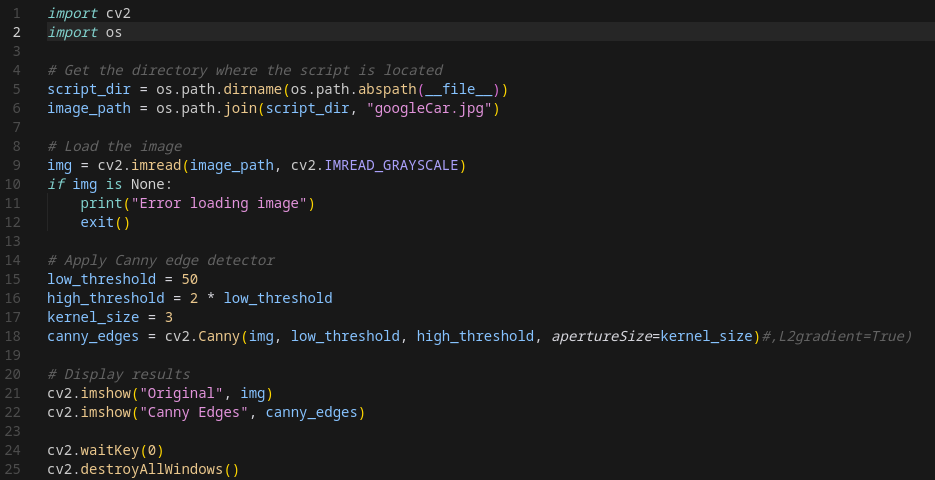 1 import cv2
2 import os
3
4 # Get the directory where the script is located
5 script_dir = os.path.dirname(os.path.abspath(__file__))
6 image_path = os.path.join(script_dir, "googleCar.jpg")
7
8 # Load the image
9 img = cv2.imread(image_path, cv2.IMREAD_GRAYSCALE)
10 if img is None:
11     print("Error loading image")
12     exit()
13
14 # Apply Canny edge detector
15 low_threshold = 50
16 high_threshold = 2 * low_threshold
17 kernel_size = 3
18 canny_edges = cv2.Canny(img, low_threshold, high_threshold, apertureSize=kernel_size)#,L2gradient=True)
19
20 # Display results
21 cv2.imshow("Original", img)
22 cv2.imshow("Canny Edges", canny_edges)
23
24 cv2.waitKey(0)
25 cv2.destroyAllWindows()